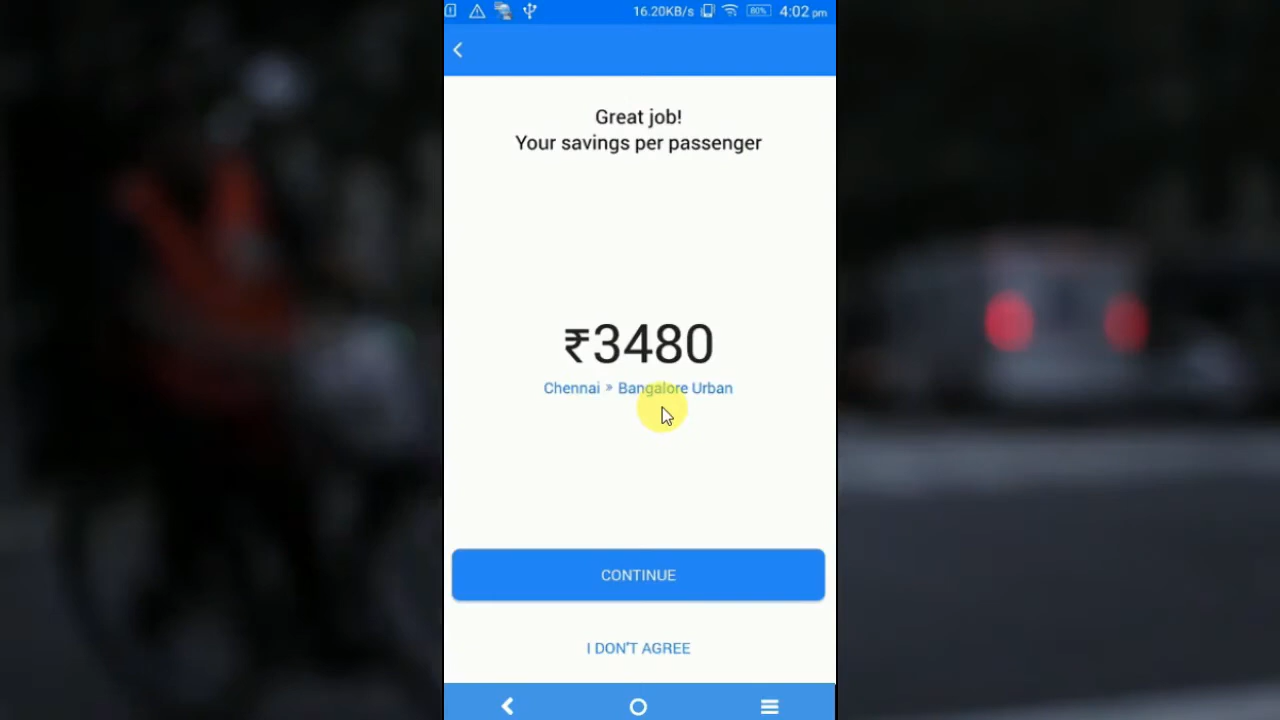 16.20KB/s 80% 4:02 pm
Great job!
Your savings per passenger
₹3480
Chennai » Bangalore Urban
CONTINUE
I DON'T AGREE